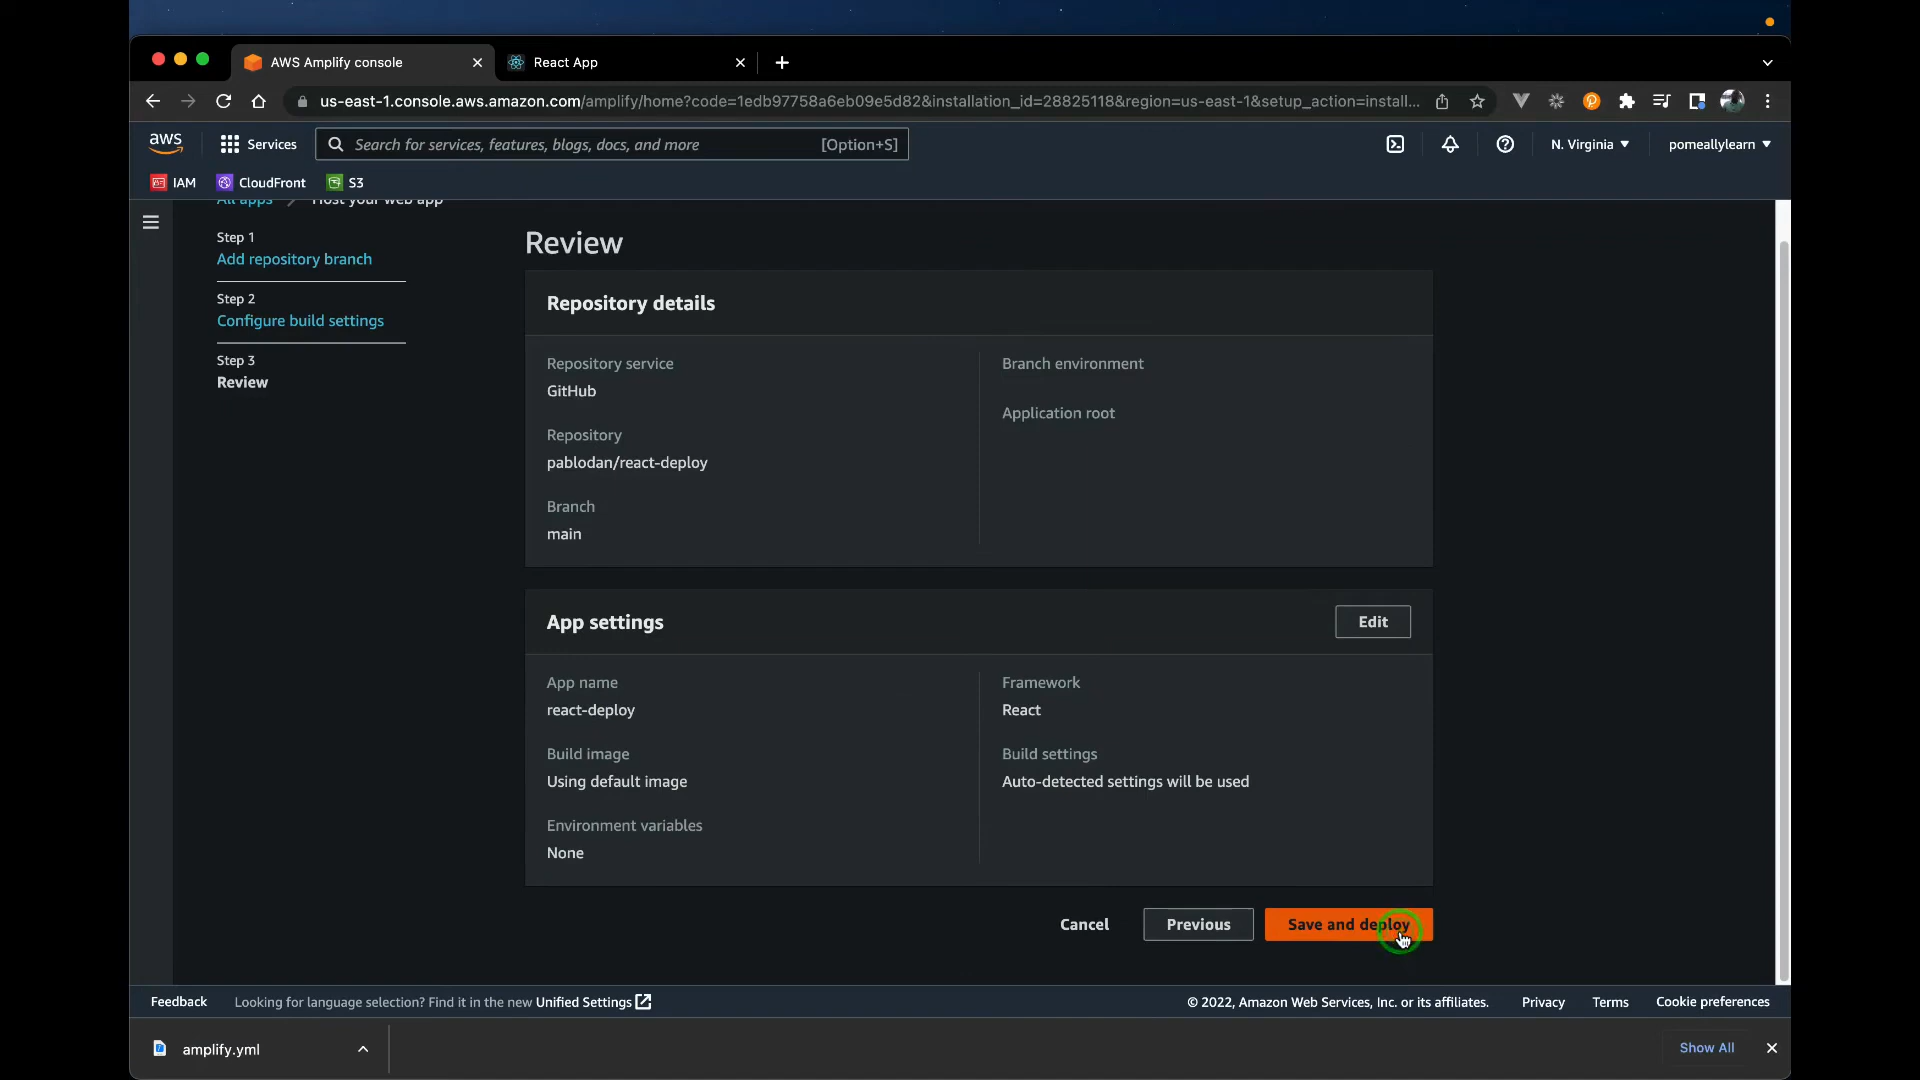 AWS Amplify console
React App
us-east-1.console.aws.amazon.com/amplify/home?code=1edb97758a6eb09e5d82&installation_id=28825118&region=us-east-1&setup_action=install...
aws
Services
Search for services, features, blogs, docs, and more
[Option+S]
N. Virginia
pomeallylearn
IAM
CloudFront
S3
All apps
Host your web app
Step 1
Add repository branch
Step 2
Configure build settings
Step 3
Review
Review
Repository details
Repository service
GitHub
Repository
pablodan/react-deploy
Branch
main
Branch environment
Application root
App settings
Edit
App name
react-deploy
Build image
Using default image
Environment variables
None
Framework
React
Build settings
Auto-detected settings will be used
Cancel
Previous
Save and deploy
Feedback
Looking for language selection? Find it in the new Unified Settings
© 2022, Amazon Web Services, Inc. or its affiliates.
Privacy
Terms
Cookie preferences
amplify.yml
Show All